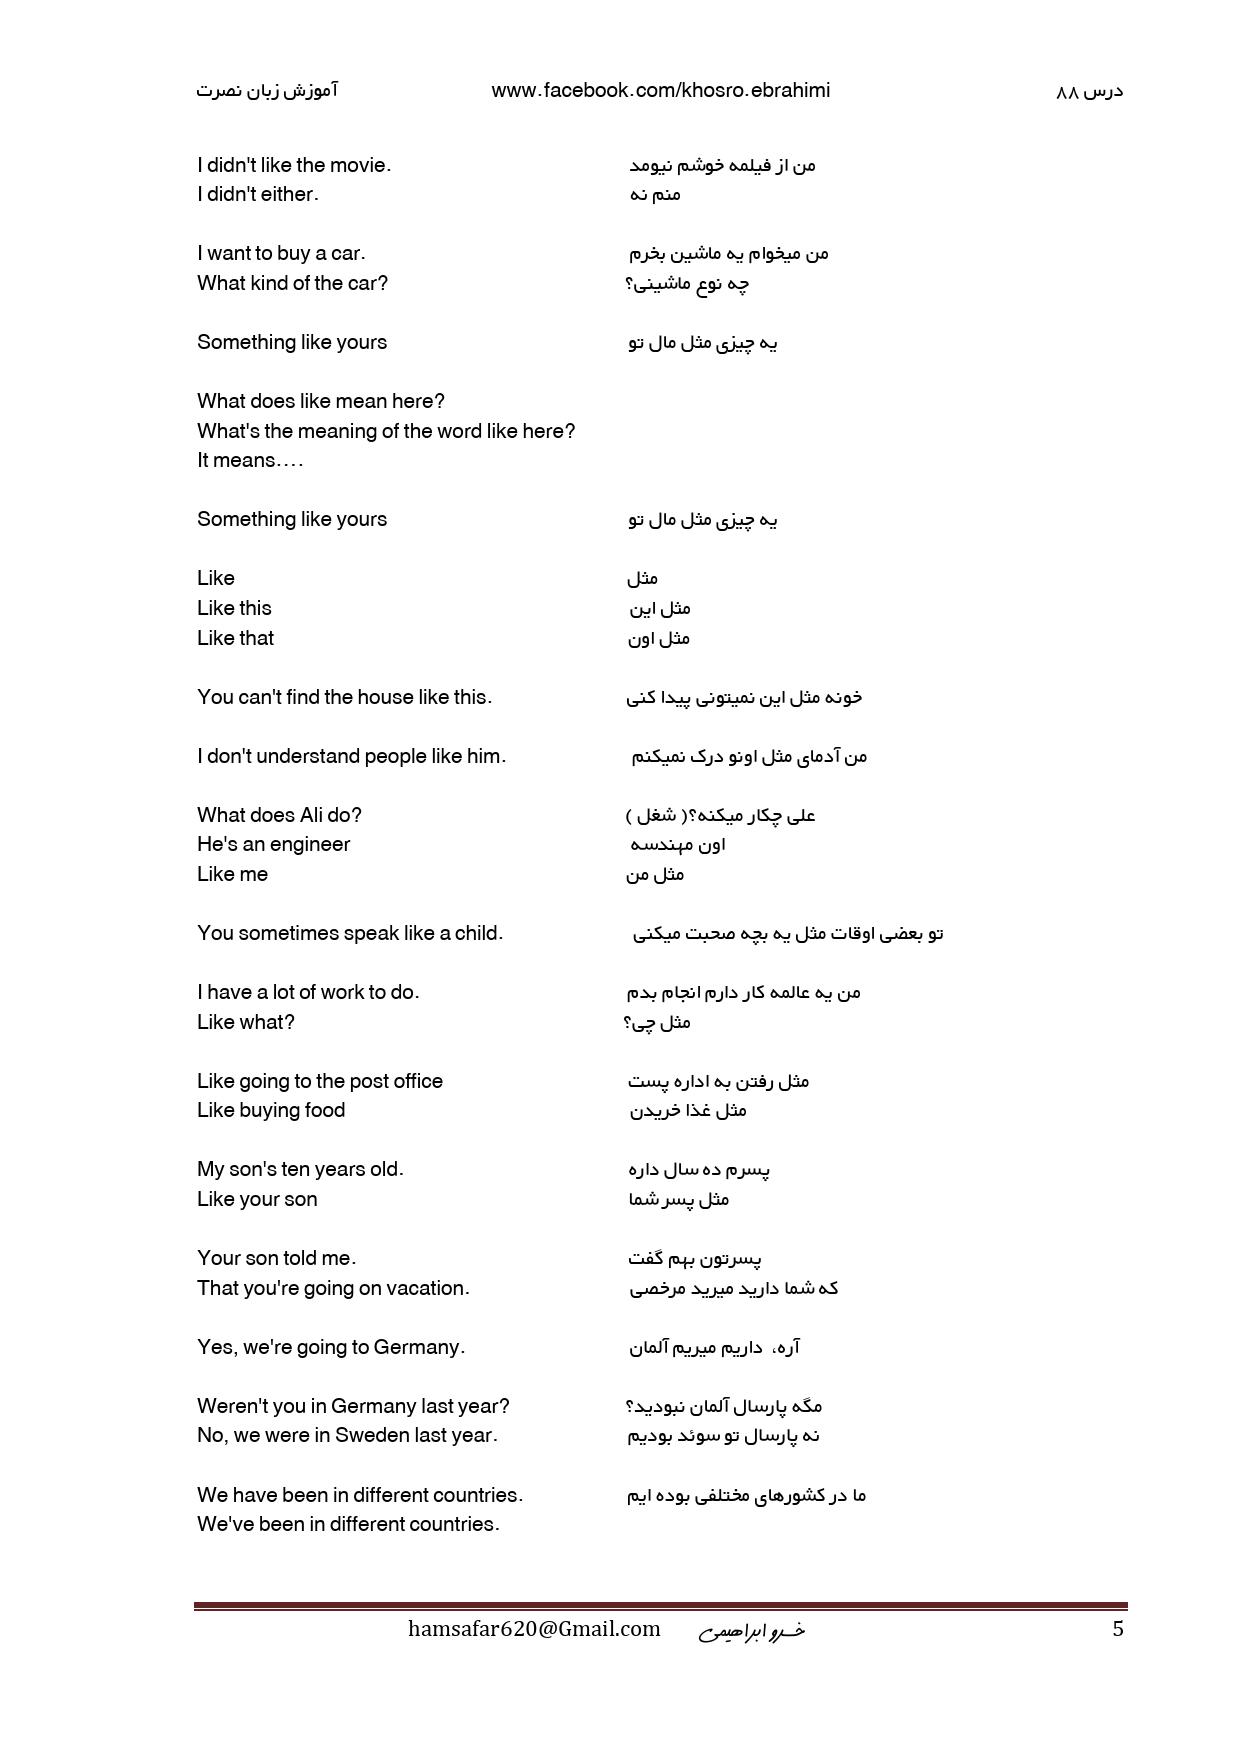 آموزش زبان نصرت www.facebook.com/khosro.ebrahimi درس ۸۸
I didn't like the movie. من از فیلمه خوشم نیومد
I didn't either. منم نه
I want to buy a car. من میخوام یه ماشین بخرم
What kind of the car? چه نوع ماشینی؟
Something like yours یه چیزی مثل مال تو
What does like mean here?
What's the meaning of the word like here?
It means....
Something like yours یه چیزی مثل مال تو
Like مثل
Like this مثل این
Like that مثل اون
You can't find the house like this. خونه مثل این نمیتونی پیدا کنی
I don't understand people like him. من آدمای مثل اونو درک نمیکنم
What does Ali do? علی چکار میکنه؟( شغل )
He's an engineer اون مهندسه
Like me مثل من
You sometimes speak like a child. تو بعضی اوقات مثل یه بچه صحبت میکنی
I have a lot of work to do. من یه عالمه کار دارم انجام بدم
Like what? مثل چی؟
Like going to the post office مثل رفتن به اداره پست
Like buying food مثل غذا خریدن
My son's ten years old. پسرم ده سال داره
Like your son مثل پسر شما
Your son told me. پسرتون بهم گفت
That you're going on vacation. که شما دارید میرید مرخصی
Yes, we're going to Germany. آره، داریم میریم آلمان
Weren't you in Germany last year? مگه پارسال آلمان نبودید؟
No, we were in Sweden last year. نه پارسال تو سوئد بودیم
We have been in different countries. ما در کشورهای مختلفی بوده ایم
We've been in different countries.
hamsafar620@Gmail.com خسرو ابراهیمی 5